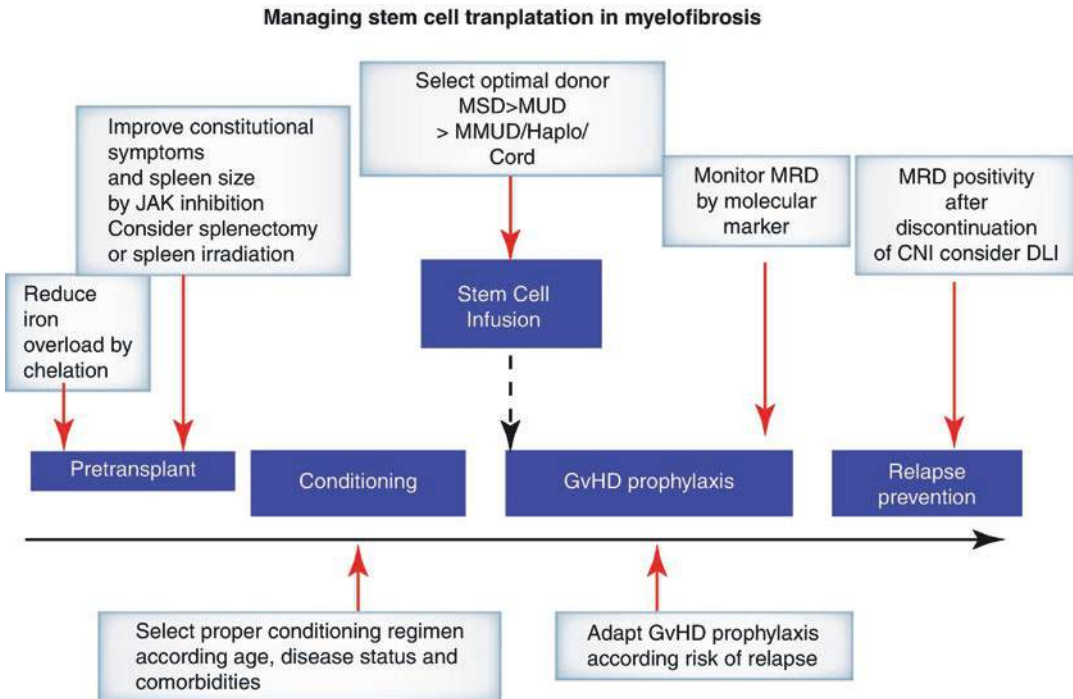 Managing stem cell tranplatation in myelofibrosis
Select optimal donor
MSD>MUD
> MMUD/Haplo/
Cord
Improve constitutional
symptoms
and spleen size
by JAK inhibition
Consider splenectomy
or spleen irradiation
Monitor MRD
by molecular
marker
MRD positivity
after
discontinuation
of CNI consider DLI
Reduce
iron
overload by
chelation
Stem Cell
Infusion
Pretransplant
Conditioning
GvHD prophylaxis
Relapse
prevention
Select proper conditioning regimen
according age, disease status and
comorbidities
Adapt GvHD prophylaxis
according risk of relapse